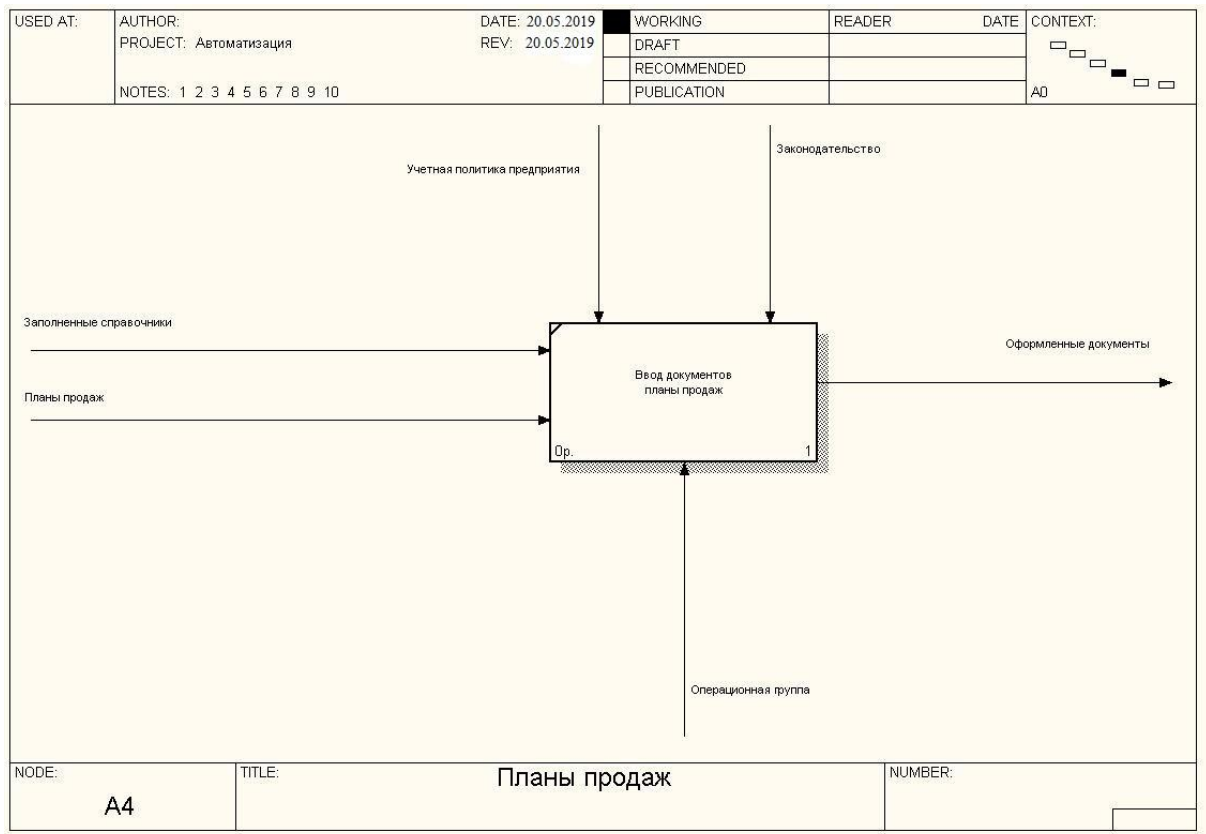 USED AT:
AUTHOR:
DATE: 20.05.2019
PROJECT: Автоматизация
REV: 20.05.2019
NOTES: 1 2 3 4 5 6 7 8 9 10
WORKING
DRAFT
RECOMMENDED
PUBLICATION
READER
DATE
CONTEXT:
A0
Учетная политика предприятия
Законодательство
Заполненные справочники
Планы продаж
Ввод документов
планы продаж
0р.
1
Оформленные документы
Операционная группа
NODE:
A4
TITLE:
Планы продаж
NUMBER: